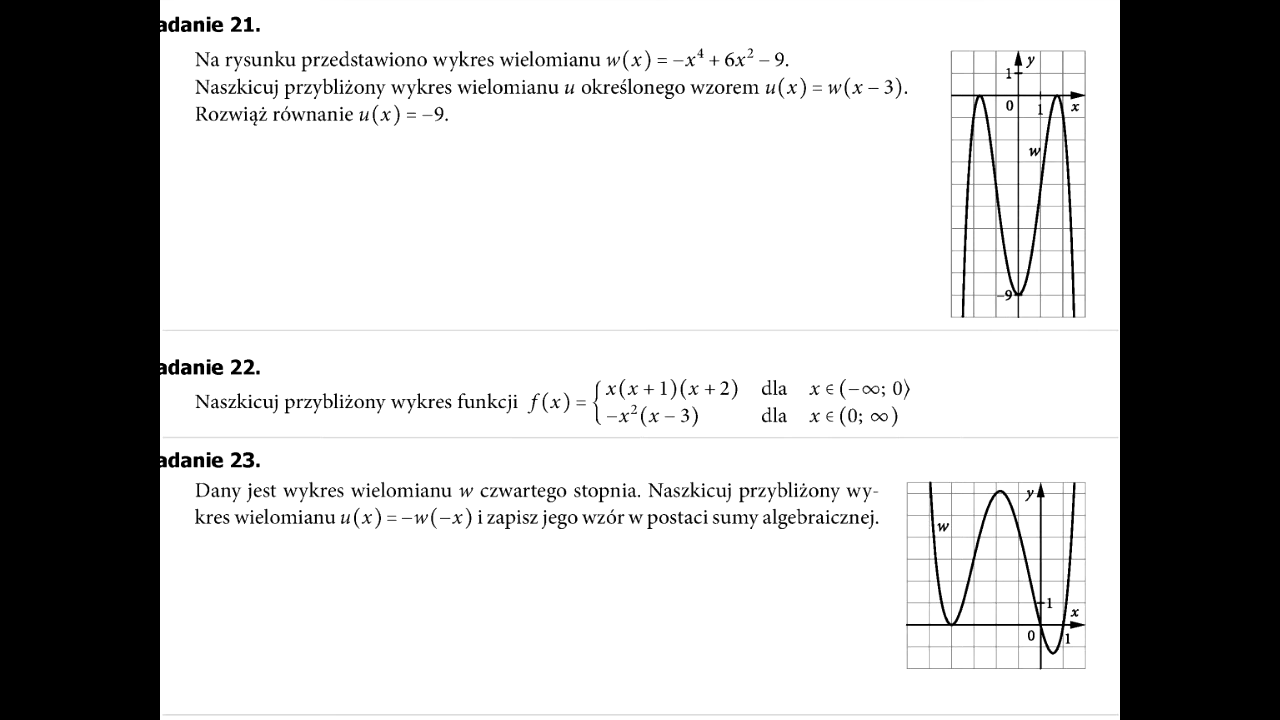 adanie 21.
Na rysunku przedstawiono wykres wielomianu w(x) = −x⁴ + 6x² − 9.
Naszkicuj przybliżony wykres wielomianu u określonego wzorem u(x) = w(x − 3).
Rozwiąż równanie u(x) = −9.
y
1
0 1 x
w
−9
adanie 22.
Naszkicuj przybliżony wykres funkcji f(x) = { x(x + 1)(x + 2) dla x ∈ (−∞; 0⟩
−x²(x − 3) dla x ∈ (0; ∞)
adanie 23.
Dany jest wykres wielomianu w czwartego stopnia. Naszkicuj przybliżony wy-
kres wielomianu u(x) = −w(−x) i zapisz jego wzór w postaci sumy algebraicznej.
y
w
1
x
0 1